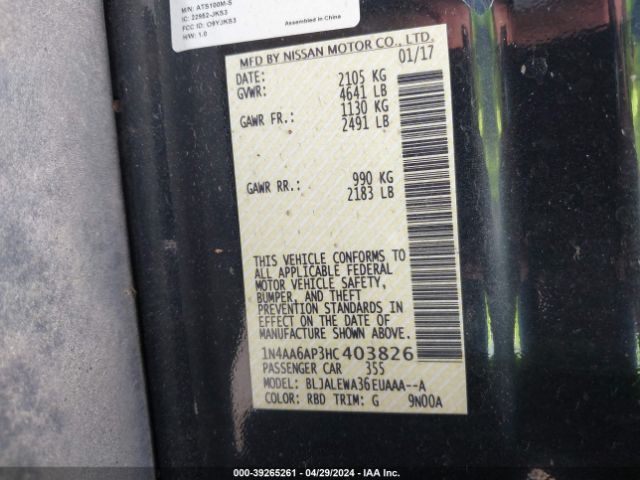 M/N: ATS100M-S
IC: 22952-JKS3
FCC ID: O9YJKS3
H/W: 1.0
Assembled in China
MFD BY NISSAN MOTOR CO., LTD.
DATE: 01/17
GVWR: 2105 KG
4641 LB
GAWR FR.: 1130 KG
2491 LB
GAWR RR.: 990 KG
2183 LB
THIS VEHICLE CONFORMS TO
ALL APPLICABLE FEDERAL
MOTOR VEHICLE SAFETY,
BUMPER, AND THEFT
PREVENTION STANDARDS IN
EFFECT ON THE DATE OF
MANUFACTURE SHOWN ABOVE.
1N4AA6AP3HC403826
PASSENGER CAR 355
MODEL: BLJALEWA36EUAAA--A
COLOR: RBD TRIM: G 9N00A
000-39265261 - 04/29/2024 - IAA Inc.